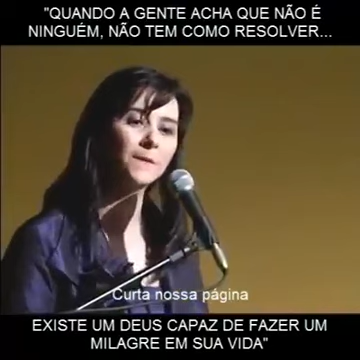 "QUANDO A GENTE ACHA QUE NÃO É
NINGUÉM, NÃO TEM COMO RESOLVER...
Curta nossa página
EXISTE UM DEUS CAPAZ DE FAZER UM
MILAGRE EM SUA VIDA"